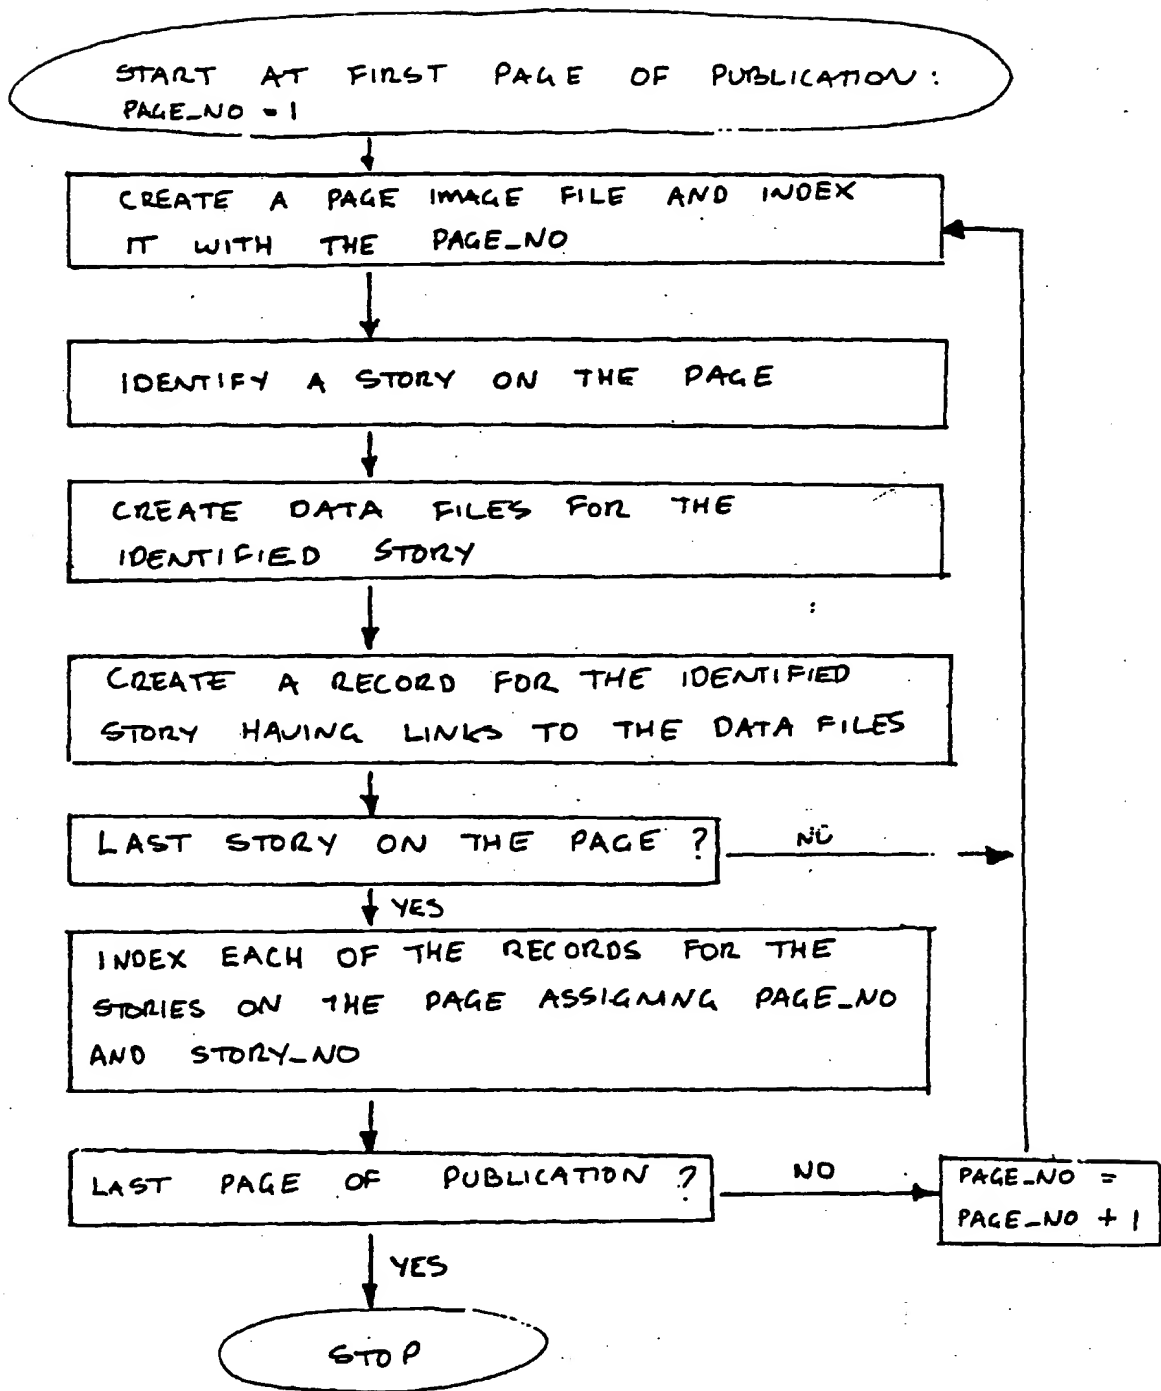 START AT FIRST PAGE OF PUBLICATION:
PAGE_NO = 1
CREATE A PAGE IMAGE FILE AND INDEX
IT WITH THE PAGE_NO
IDENTIFY A STORY ON THE PAGE
CREATE DATA FILES FOR THE
IDENTIFIED STORY
CREATE A RECORD FOR THE IDENTIFIED
STORY HAVING LINKS TO THE DATA FILES
LAST STORY ON THE PAGE ?
NO
YES
INDEX EACH OF THE RECORDS FOR THE
STORIES ON THE PAGE ASSIGNING PAGE_NO
AND STORY_NO
LAST PAGE OF PUBLICATION ?
NO
PAGE_NO =
PAGE_NO + 1
YES
STOP